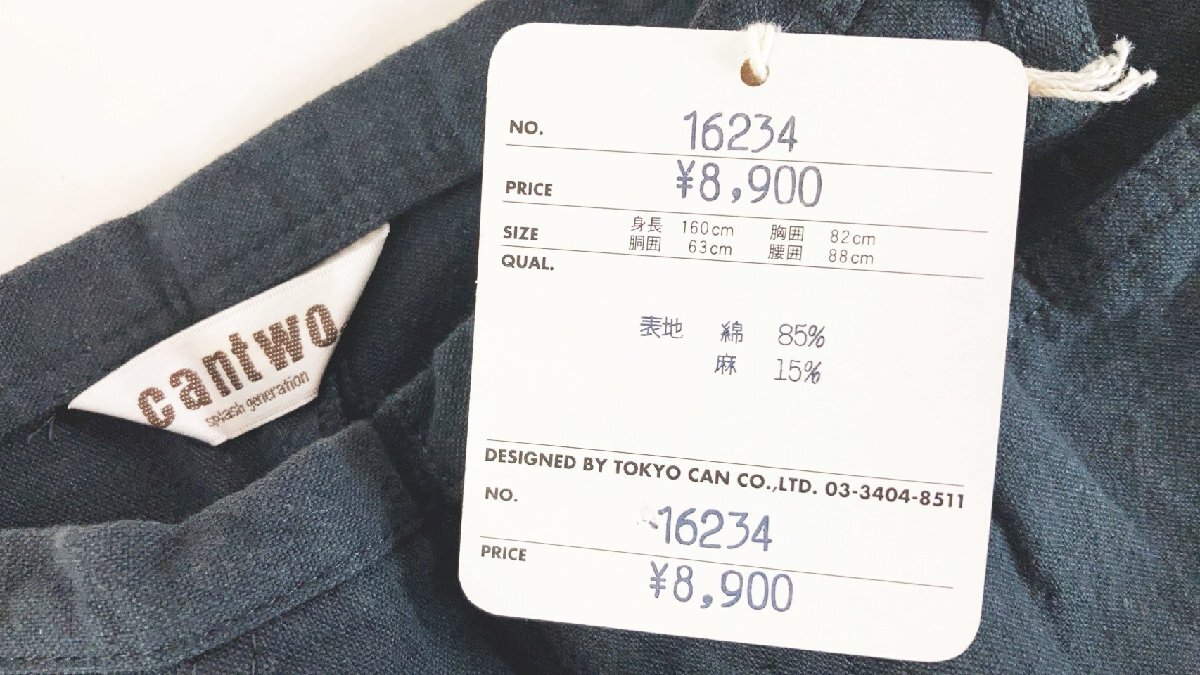 cantwo
splash generation
NO. 16234
PRICE ¥8,900
SIZE 身長 160cm 胸囲 82cm
胴囲 63cm 腰囲 88cm
QUAL.
表地 綿 85%
麻 15%
DESIGNED BY TOKYO CAN CO.,LTD. 03-3404-8511
NO. 16234
PRICE ¥8,900